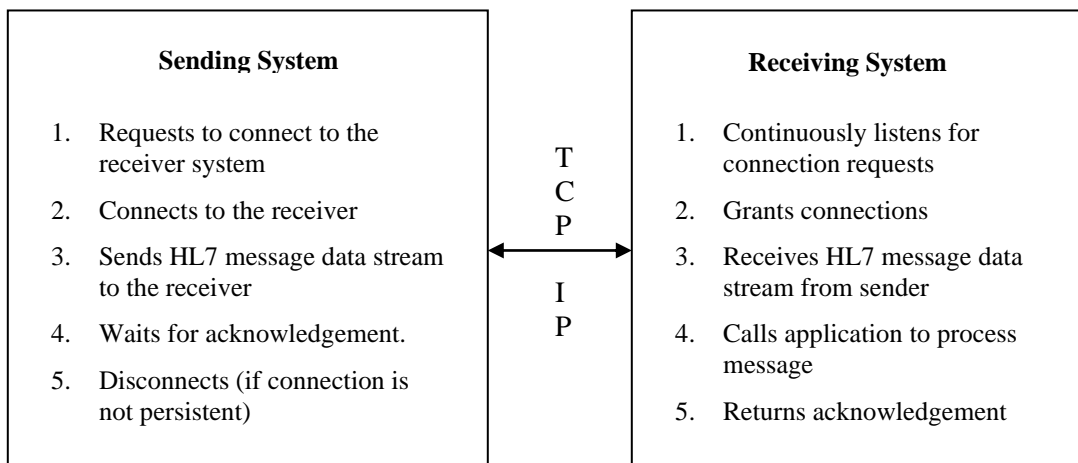 Sending System
1. Requests to connect to the
receiver system
2. Connects to the receiver
3. Sends HL7 message data stream
to the receiver
4. Waits for acknowledgement.
5. Disconnects (if connection is
not persistent)
T
C
P
I
P
Receiving System
1. Continuously listens for
connection requests
2. Grants connections
3. Receives HL7 message data
stream from sender
4. Calls application to process
message
5. Returns acknowledgement